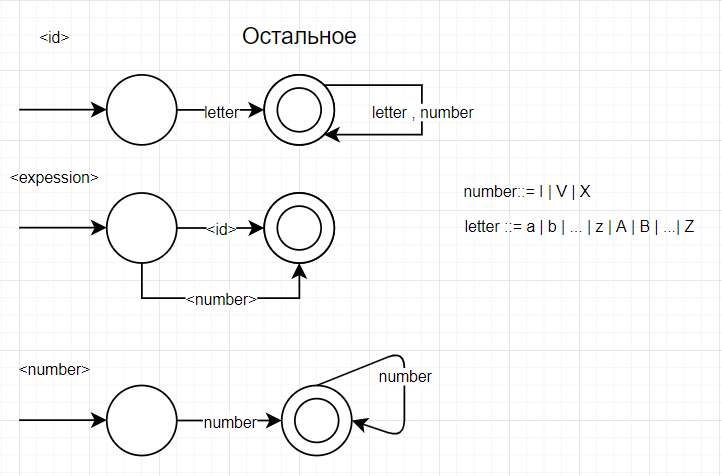 <id>
Остальное
letter
letter , number
<expession>
number::= I | V | X
<id>
letter ::= a | b | ... | z | A | B | ...| Z
<number>
<number>
number
number